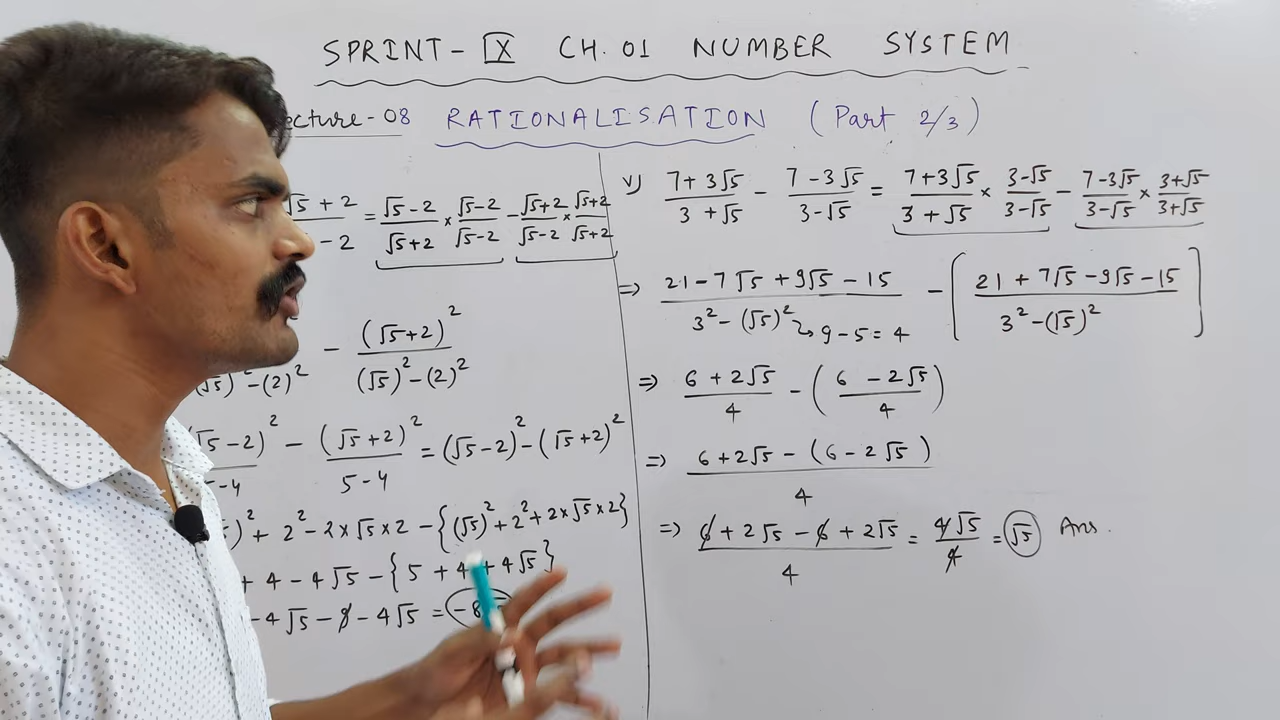 SPRINT - IX CH. 01 NUMBER SYSTEM
ecture - 08 RATIONALISATION (Part 2/3)
√5 + 2 / - 2 = √5 - 2 / √5 + 2 × √5 - 2 / √5 - 2 - √5 + 2 / √5 - 2 × √5 + 2 / √5 + 2
- (√5 + 2)² / (√5)² - (2)²
√5)² - (2)²
√5 - 2)² / - 4 - (√5 + 2)² / 5 - 4 = (√5 - 2)² - (√5 + 2)²
)² + 2² - 2 × √5 × 2 - {(√5)² + 2² + 2 × √5 × 2}
+ 4 - 4√5 - {5 + 4 + 4√5}
- 4√5 - 9 - 4√5 = -8
v) 7 + 3√5 / 3 + √5 - 7 - 3√5 / 3 - √5 = 7 + 3√5 / 3 + √5 × 3 - √5 / 3 - √5 - 7 - 3√5 / 3 - √5 × 3 + √5 / 3 + √5
⇒ 21 - 7√5 + 9√5 - 15 / 3² - (√5)² - [21 + 7√5 - 9√5 - 15 / 3² - (√5)²]
↳ 9 - 5 = 4
⇒ 6 + 2√5 / 4 - (6 - 2√5 / 4)
⇒ 6 + 2√5 - (6 - 2√5) / 4
⇒ 6 + 2√5 - 6 + 2√5 / 4 = 4√5 / 4 = √5 Ans.